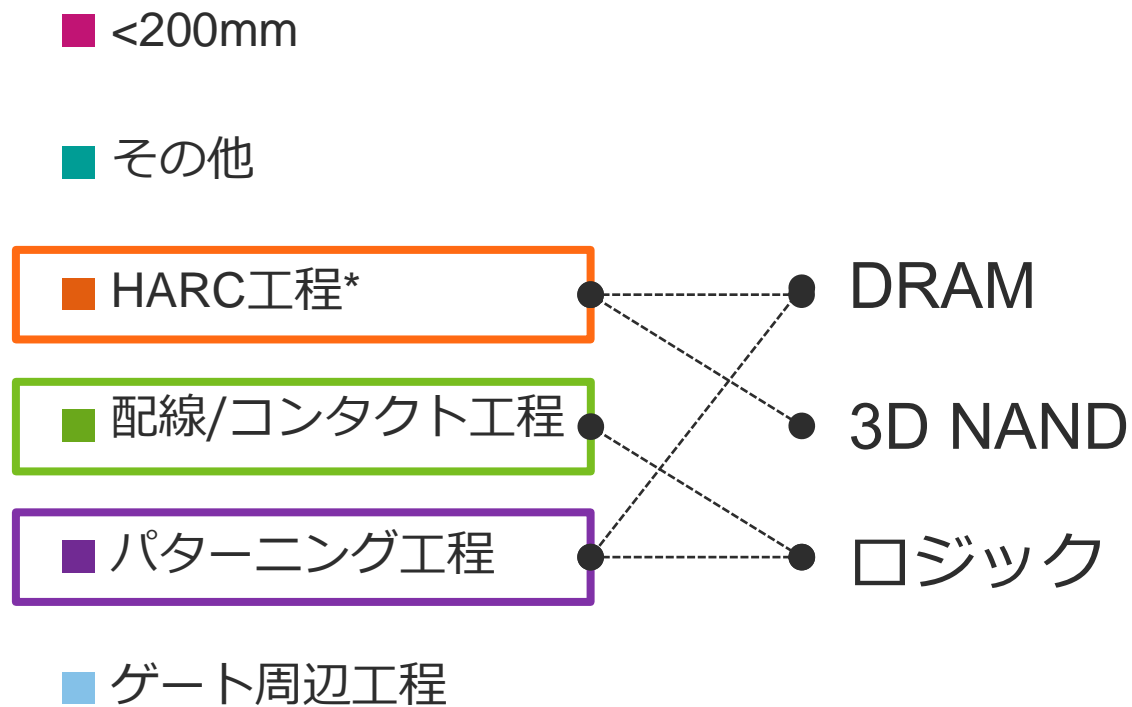 <200mm
その他
HARC工程*
DRAM
配線/コンタクト工程
3D NAND
パターニング工程
ロジック
ゲート周辺工程